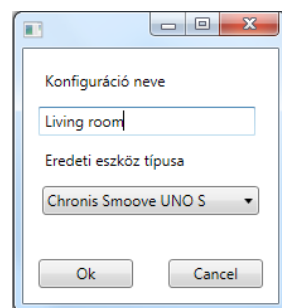 Konfiguráció neve
Living room
Eredeti eszköz típusa
Chronis Smoove UNO S
Ok Cancel